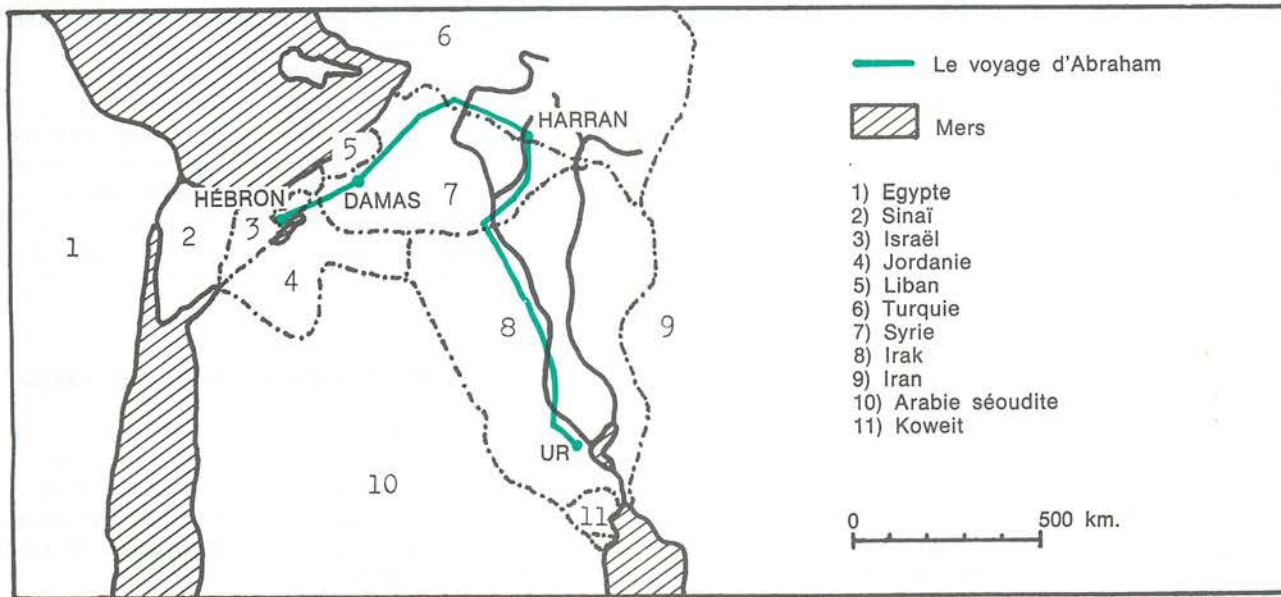 6
Le voyage d'Abraham
HARRAN
Mers
5
HÉBRON
DAMAS
7
1) Egypte
2) Sinaï
3) Israël
4) Jordanie
5) Liban
6) Turquie
7) Syrie
8) Irak
9) Iran
10) Arabie séoudite
11) Koweit
1
2
3
4
8
9
UR
10
11
0
500 km.